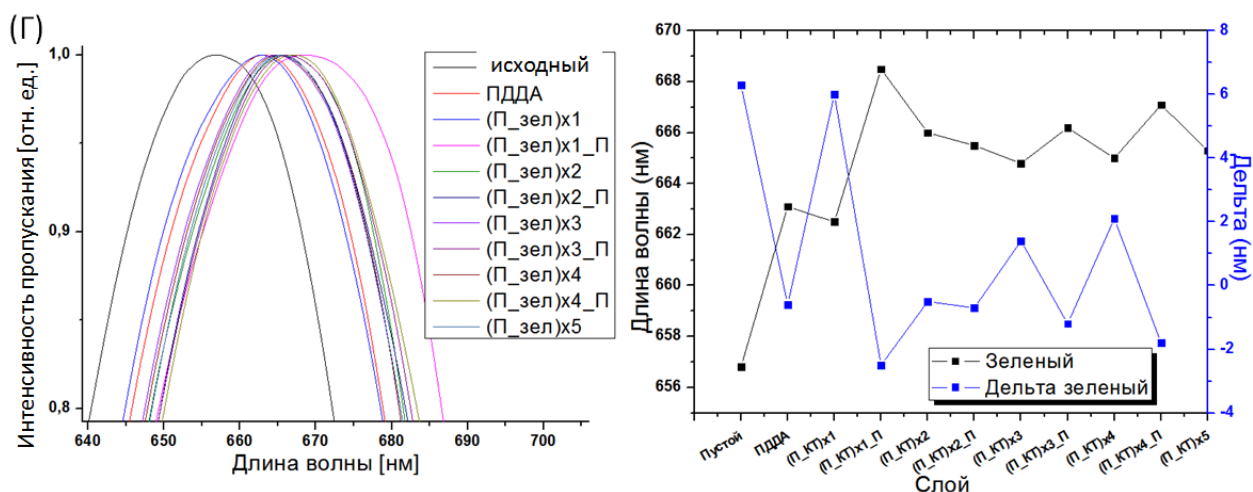 (Г)
Интенсивность пропускания [отн. ед.]
1,0
0,9
0,8
640 650 660 670 680 690 700
Длина волны [нм]
исходный
ПДДА
(П_зел)x1
(П_зел)x1_П
(П_зел)x2
(П_зел)x2_П
(П_зел)x3
(П_зел)x3_П
(П_зел)x4
(П_зел)x4_П
(П_зел)x5
Длина волны (нм)
670
668
666
664
662
660
658
656
Зеленый
Дельта зеленый
8
6
4
2
0
-2
-4
Дельта (нм)
Пустой
ПДДА
(П_КТ)x1
(П_КТ)x1_П
(П_КТ)x2
(П_КТ)x2_П
(П_КТ)x3
(П_КТ)x3_П
(П_КТ)x4
(П_КТ)x4_П
(П_КТ)x5
Слой